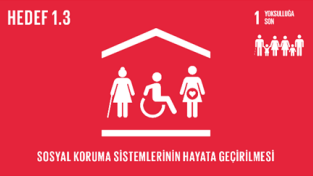 HEDEF 1.3
1 YOKSULLUĞA
SON
SOSYAL KORUMA SİSTEMLERİNİN HAYATA GEÇİRİLMESİ